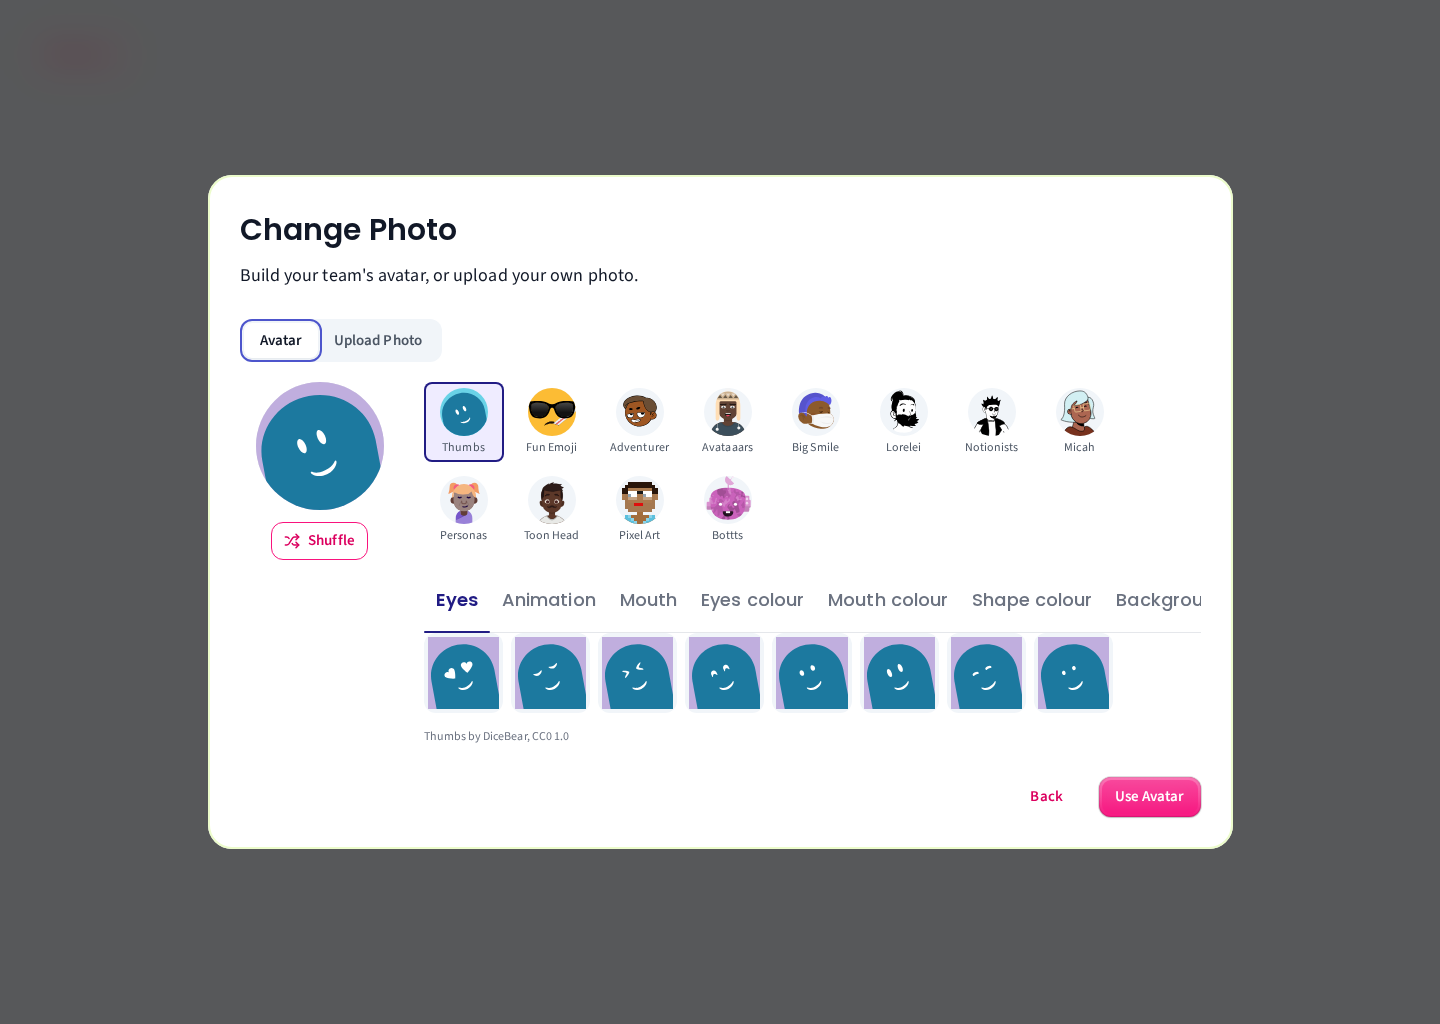 Change Photo
Build your team's avatar, or upload your own photo.
Avatar Upload Photo
Thumbs Fun Emoji Adventurer Avataaars Big Smile Lorelei Notionists Micah
Shuffle
Personas Toon Head Pixel Art Bottts
Eyes Animation Mouth Eyes colour Mouth colour Shape colour Backgrou
Thumbs by DiceBear, CC0 1.0
Back Use Avatar